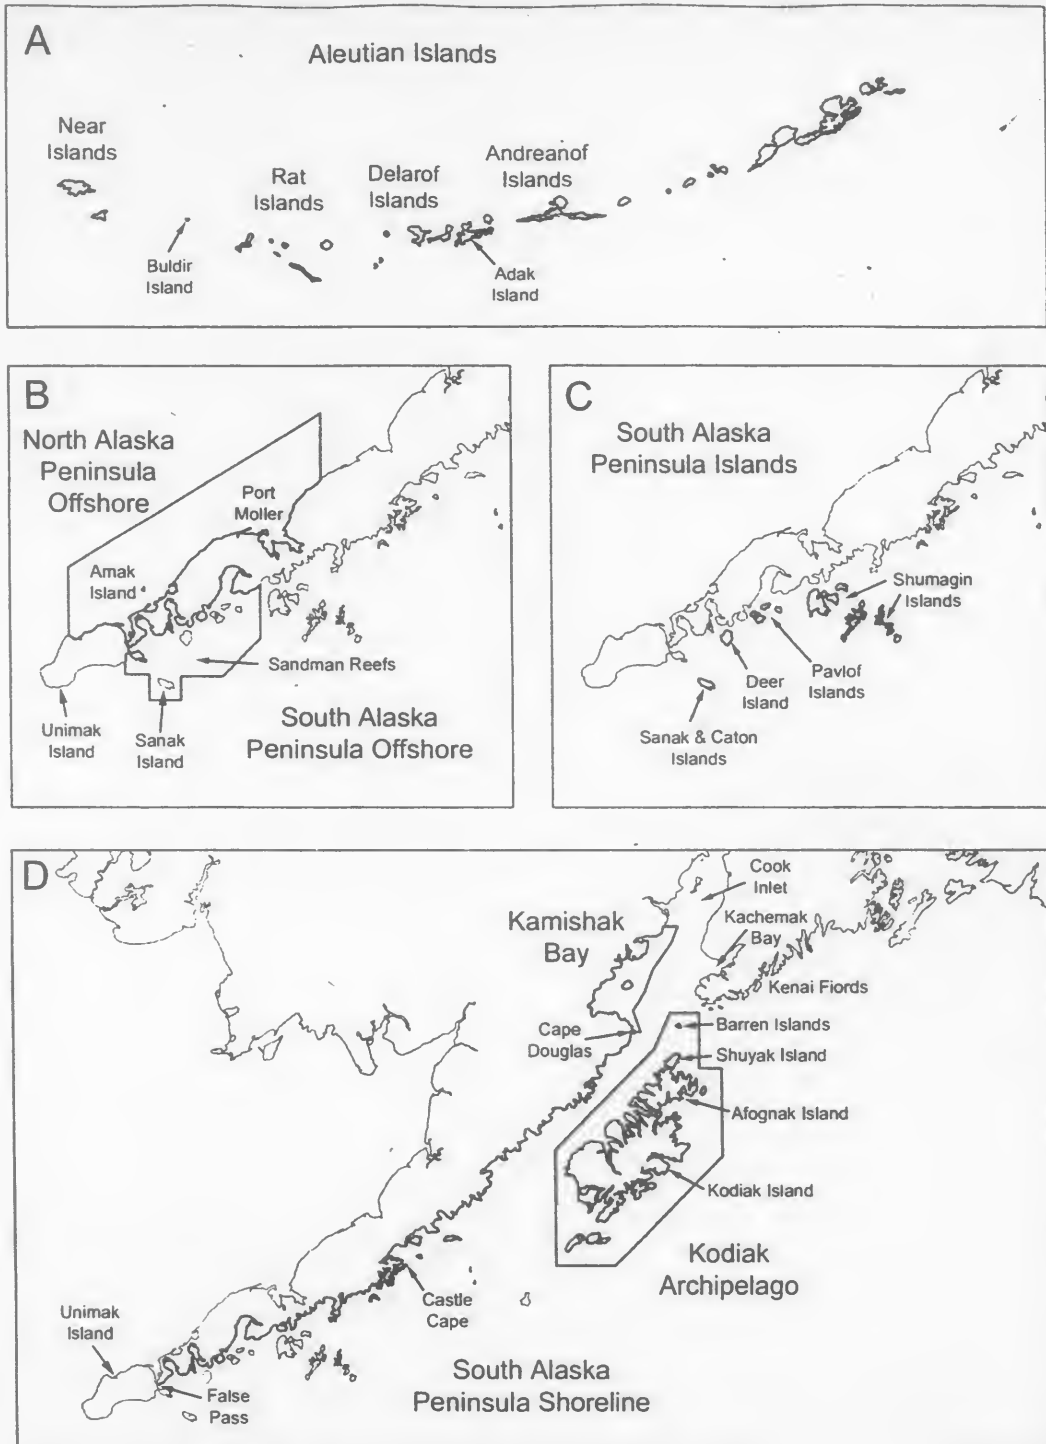 A
Aleutian Islands
Near
Islands
Rat
Islands
Delarof
Islands
Andreanof
Islands
Buldir
Island
Adak
Island
B
North Alaska
Peninsula
Offshore
Port
Moller
Amak
Island
Sandman Reefs
Unimak
Island
Sanak
Island
South Alaska
Peninsula Offshore
C
South Alaska
Peninsula Islands
Shumagin
Islands
Pavlof
Islands
Deer
Island
Sanak & Caton
Islands
D
Cook
Inlet
Kamishak
Bay
Kachemak
Bay
Kenai Fiords
Cape
Douglas
Barren Islands
Shuyak Island
Afognak Island
Kodiak Island
Kodiak
Archipelago
Castle
Cape
Unimak
Island
False
Pass
South Alaska
Peninsula Shoreline